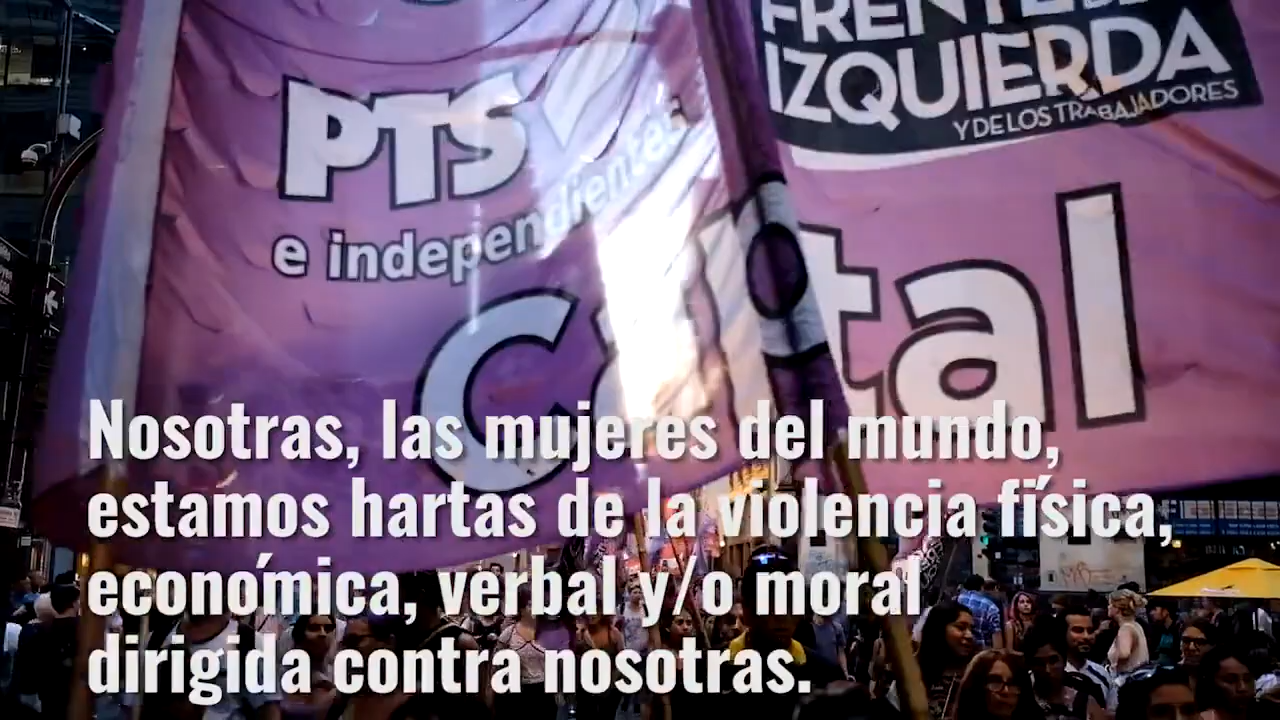 PTS
e independientes
FRENTE DE
IZQUIERDA
Y DE LOS TRABAJADORES
Nosotras, las mujeres del mundo,
estamos hartas de la violencia física,
económica, verbal y/o moral
dirigida contra nosotras.